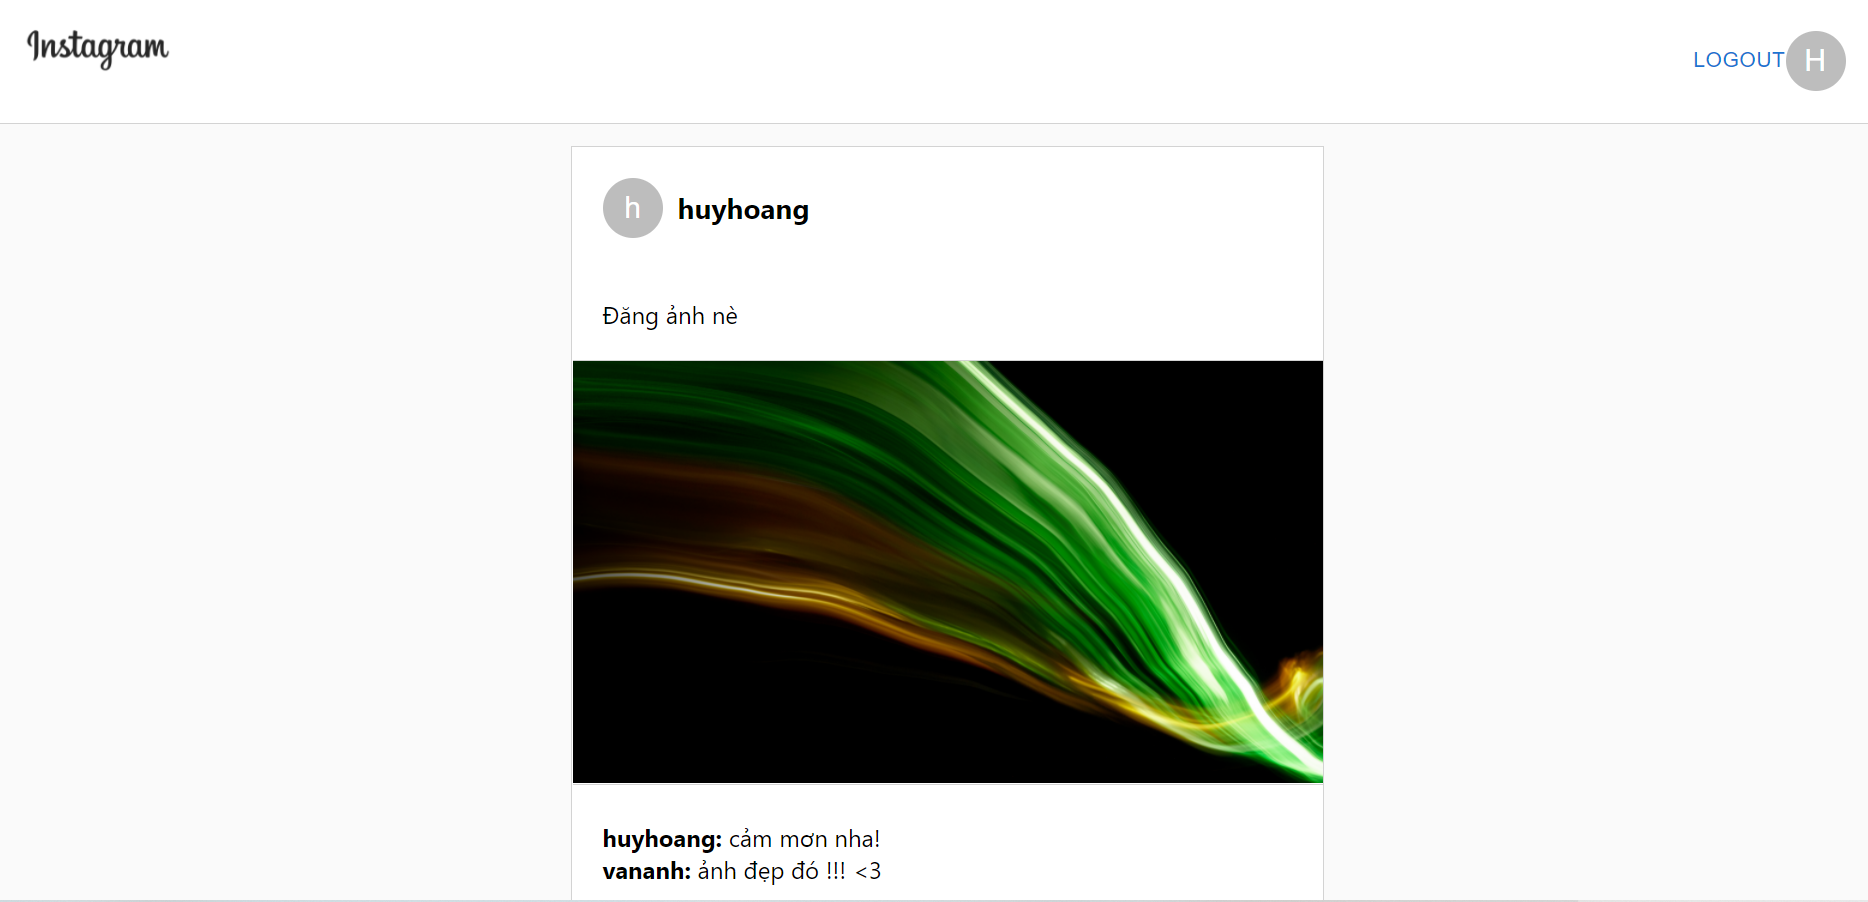 Instagram
LOGOUT H
h huyhoang
Đăng ảnh nè
huyhoang: cảm mơn nha!
vananh: ảnh đẹp đó !!! <3